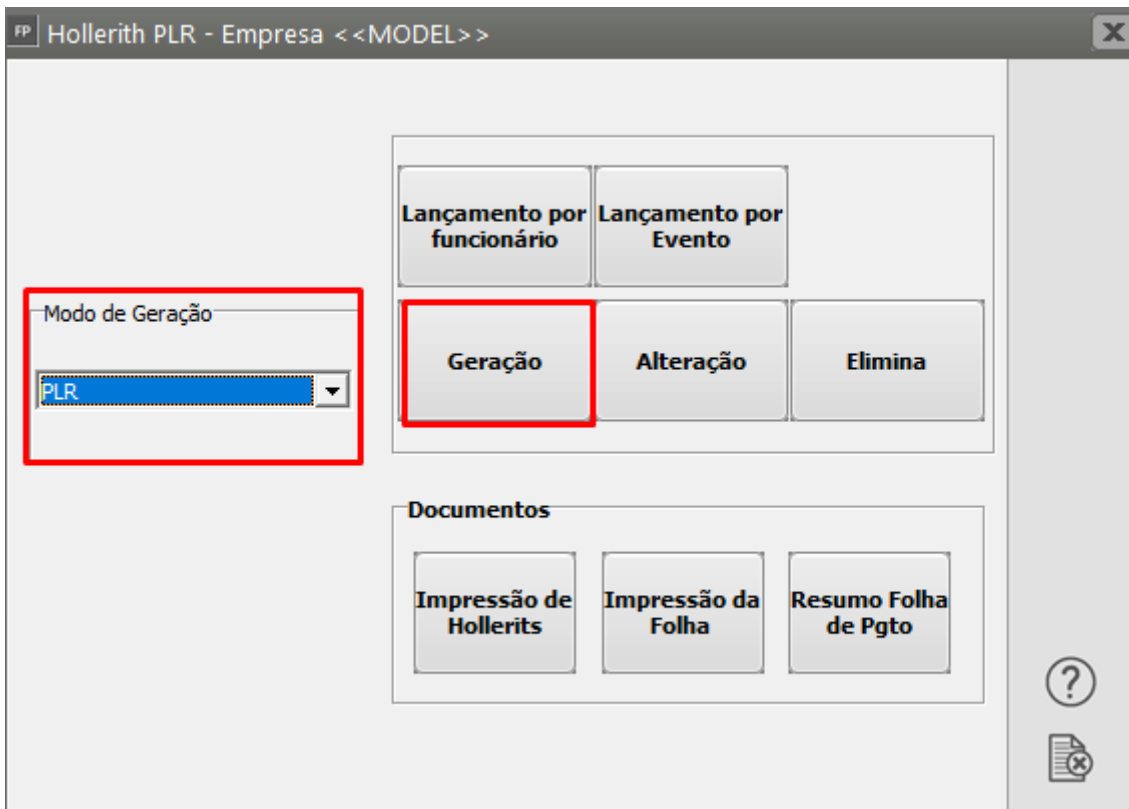 FP Hollerith PLR - Empresa <<MODEL>>
Lançamento por
funcionário
Lançamento por
Evento
Modo de Geração
PLR
Geração
Alteração
Elimina
Documentos
Impressão de
Hollerits
Impressão da
Folha
Resumo Folha
de Pgto
?